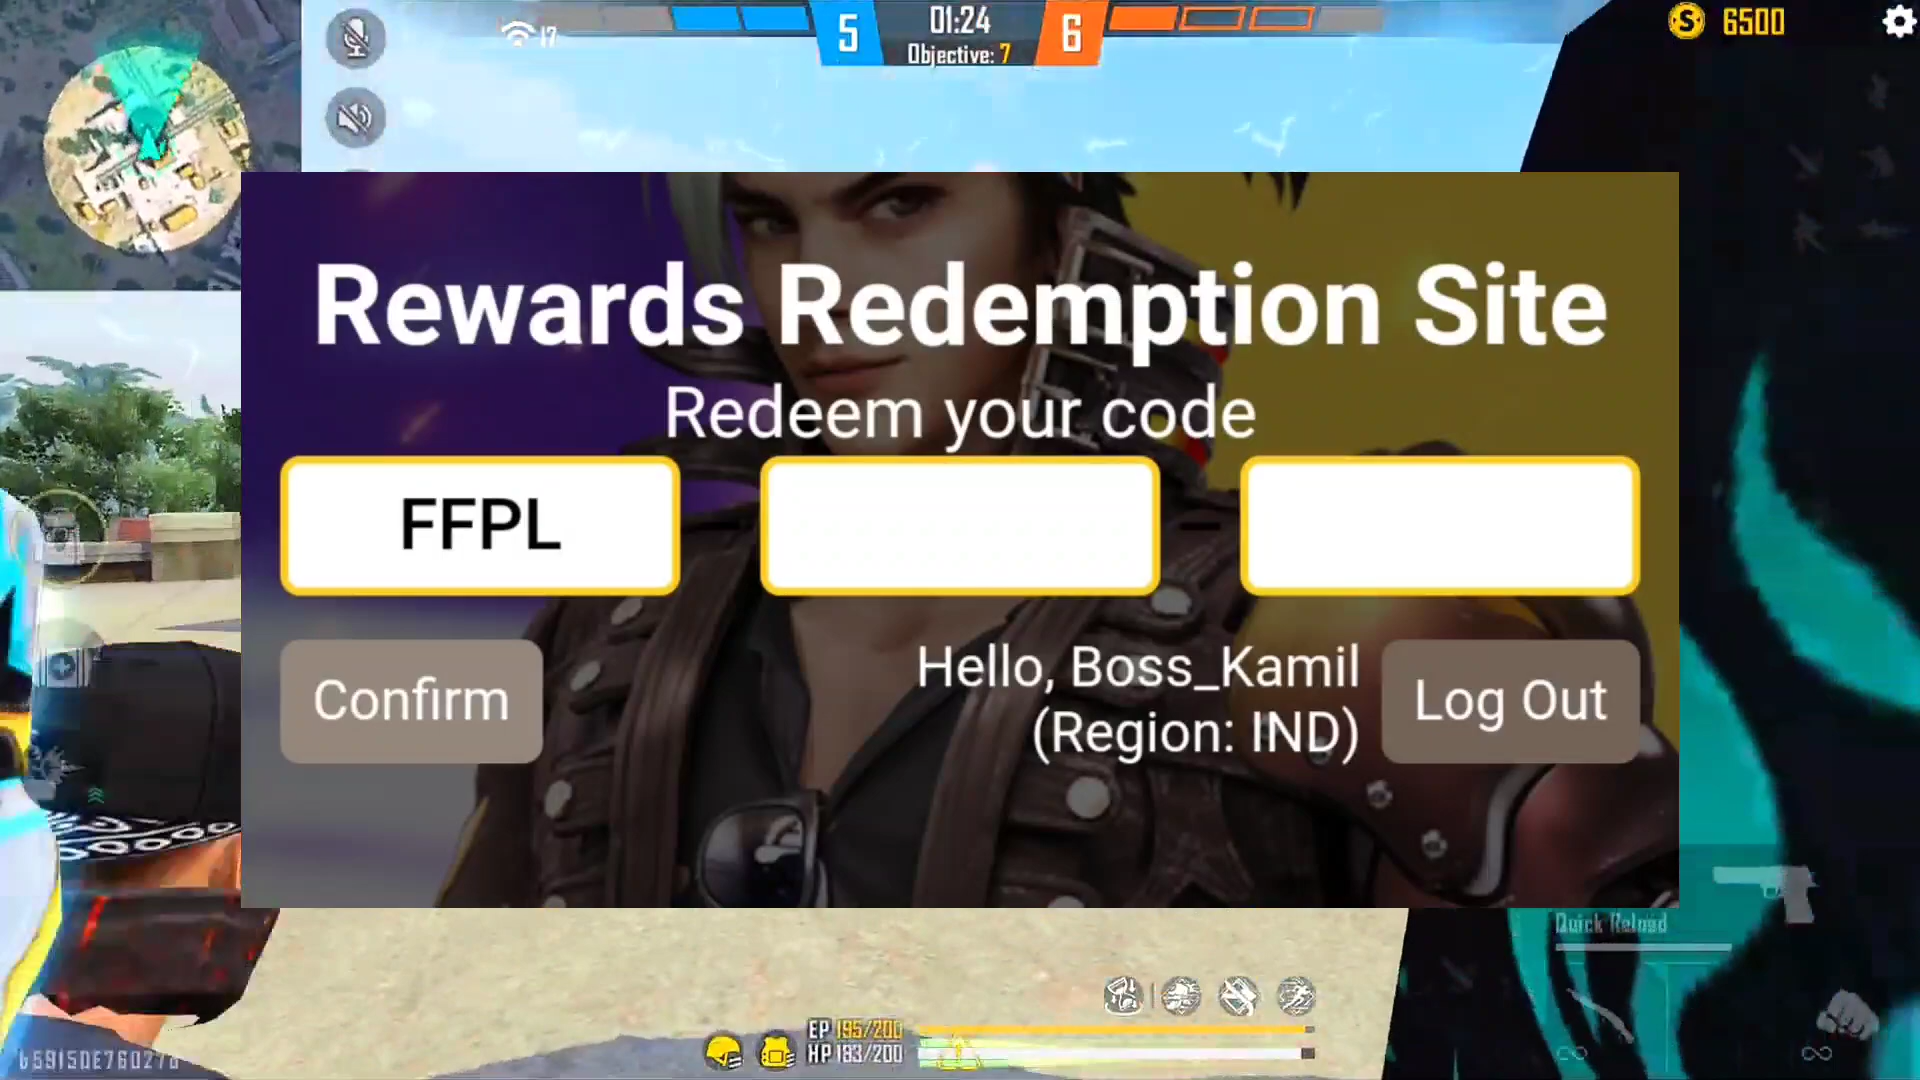 17
5
01:24
6
Objective: 7
6500
Rewards Redemption Site
Redeem your code
FFPL
Confirm
Hello, Boss_Kamil
(Region: IND)
Log Out
Quick Reload
EP 195/200
HP 183/200